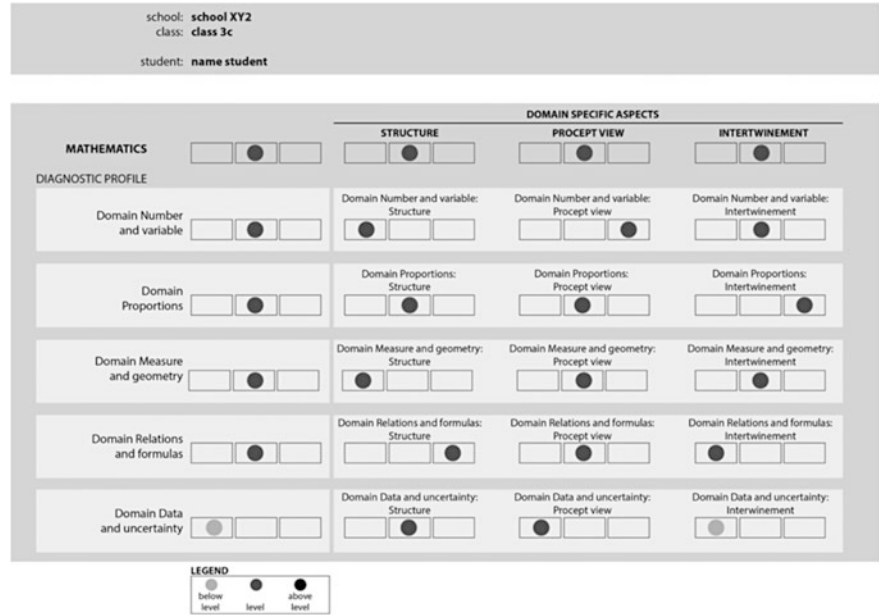 school: school XY2
class: class 3c
student: name student
DOMAIN SPECIFIC ASPECTS
MATHEMATICS STRUCTURE PROCEPT VIEW INTERTWINEMENT
DIAGNOSTIC PROFILE
Domain Number
and variable
Domain Number and variable:
Structure
Domain Number and variable:
Procept view
Domain Number and variable:
Intertwinement
Domain
Proportions
Domain Proportions:
Structure
Domain Proportions:
Procept view
Domain Proportions:
Intertwinement
Domain Measure
and geometry
Domain Measure and geometry:
Structure
Domain Measure and geometry:
Procept view
Domain Measure and geometry:
Intertwinement
Domain Relations
and formulas
Domain Relations and formulas:
Structure
Domain Relations and formulas:
Procept view
Domain Relations and formulas:
Intertwinement
Domain Data
and uncertainty
Domain Data and uncertainty:
Structure
Domain Data and uncertainty:
Procept view
Domain Data and uncertainty:
Interwinement
LEGEND
below level
level
above level